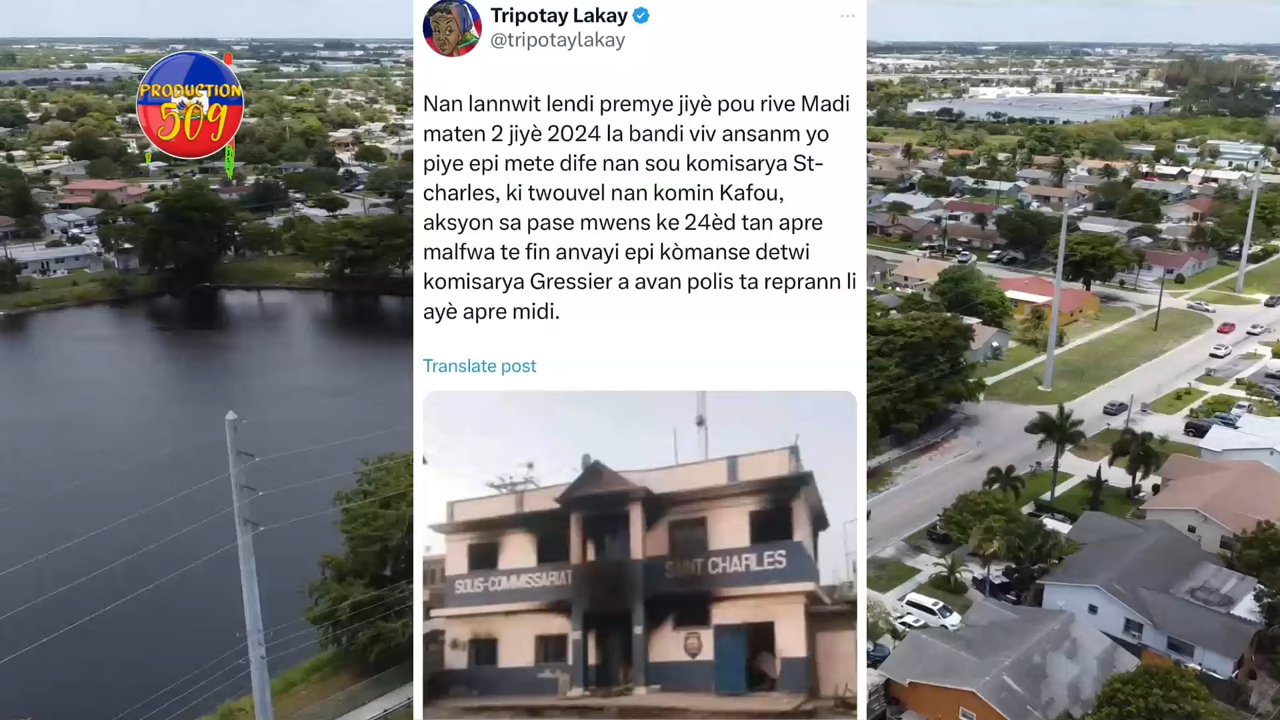 PRODUCTION
509
Tripotay Lakay
@tripotaylakay
Nan lannwit lendi premye jiyè pou rive Madi
maten 2 jiyè 2024 la bandi viv ansanm yo
piye epi mete dife nan sou komisarya St-
charles, ki twouvel nan komin Kafou,
aksyon sa pase mwens ke 24èd tan apre
malfwa te fin anvayi epi kòmanse detwi
komisarya Gressier a avan polis ta reprann li
ayè apre midi.
Translate post
SOUS-COMMISSARIAT SAINT CHARLES